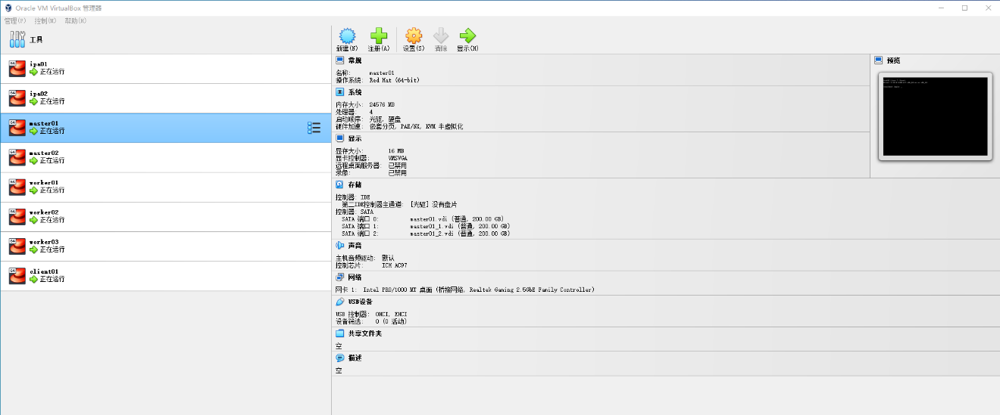 Oracle VM VirtualBox 管理器
管理(F) 控制(M) 帮助(H)
工具
新建(N) 注册(A) 设置(S) 清除 显示(H)
ipa01
正在运行
ipa02
正在运行
master01
正在运行
master02
正在运行
worker01
正在运行
worker02
正在运行
worker03
正在运行
client01
正在运行
常规
名称: master01
操作系统: Red Hat (64-bit)
系统
内存大小: 24576 MB
处理器: 4
启动顺序: 光驱, 硬盘
硬件加速: 嵌套分页, PAE/NX, KVM 半虚拟化
显示
显存大小: 16 MB
显卡控制器: VMSVGA
远程桌面服务器: 已禁用
录像: 已禁用
存储
控制器: IDE
第二IDE控制器主通道: [光驱] 没有盘片
控制器: SATA
SATA 端口 0: master01.vdi (普通, 200.00 GB)
SATA 端口 1: master01_1.vdi (普通, 200.00 GB)
SATA 端口 2: master01_2.vdi (普通, 200.00 GB)
声音
主机音频驱动: 默认
控制芯片: ICH AC97
网络
网卡 1: Intel PRO/1000 MT 桌面 (桥接网络, Realtek Gaming 2.5GbE Family Controller)
USB设备
USB 控制器: OHCI, EHCI
设备筛选: 0 (0 活动)
共享文件夹
空
描述
空
预览